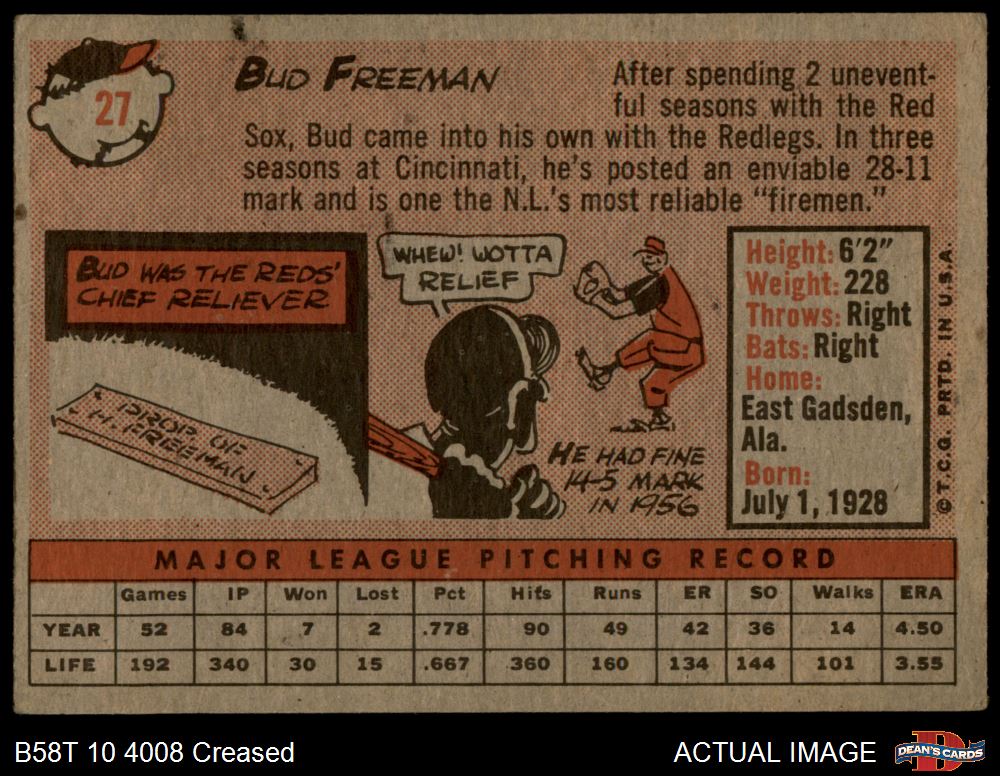 27
BUD FREEMAN
After spending 2 unevent-
ful seasons with the Red
Sox, Bud came into his own with the Redlegs. In three
seasons at Cincinnati, he's posted an enviable 28-11
mark and is one the N.L.'s most reliable "firemen."
BUD WAS THE REDS'
CHIEF RELIEVER
PROP. OF
H. FREEMAN
WHEW! WOTTA
RELIEF
HE HAD FINE
14-5 MARK
IN 1956
Height: 6'2"
Weight: 228
Throws: Right
Bats: Right
Home:
East Gadsden,
Ala.
Born:
July 1, 1928
© T.C.G. PRTD. IN U.S.A.
MAJOR LEAGUE PITCHING RECORD
Games IP Won Lost Pct Hits Runs ER SO Walks ERA
YEAR 52 84 7 2 .778 90 49 42 36 14 4.50
LIFE 192 340 30 15 .667 360 160 134 144 101 3.55
B58T 10 4008 Creased
ACTUAL IMAGE
DEAN'S CARDS